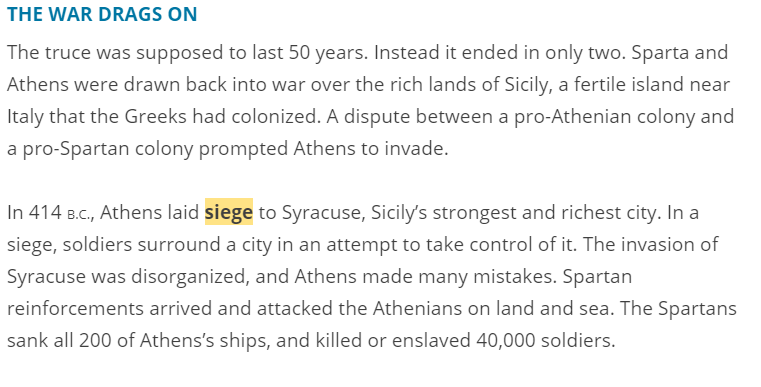 THE WAR DRAGS ON
The truce was supposed to last 50 years. Instead it ended in only two. Sparta and
Athens were drawn back into war over the rich lands of Sicily, a fertile island near
Italy that the Greeks had colonized. A dispute between a pro-Athenian colony and
a pro-Spartan colony prompted Athens to invade.
In 414 B.C., Athens laid siege to Syracuse, Sicily’s strongest and richest city. In a
siege, soldiers surround a city in an attempt to take control of it. The invasion of
Syracuse was disorganized, and Athens made many mistakes. Spartan
reinforcements arrived and attacked the Athenians on land and sea. The Spartans
sank all 200 of Athens’s ships, and killed or enslaved 40,000 soldiers.